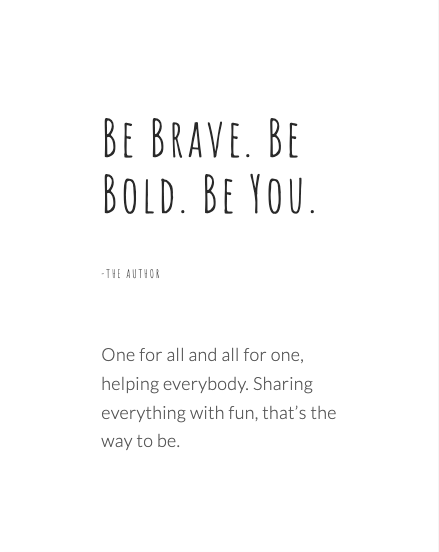 Be Brave. Be
Bold. Be You.
-The Author
One for all and all for one,
helping everybody. Sharing
everything with fun, that’s the
way to be.